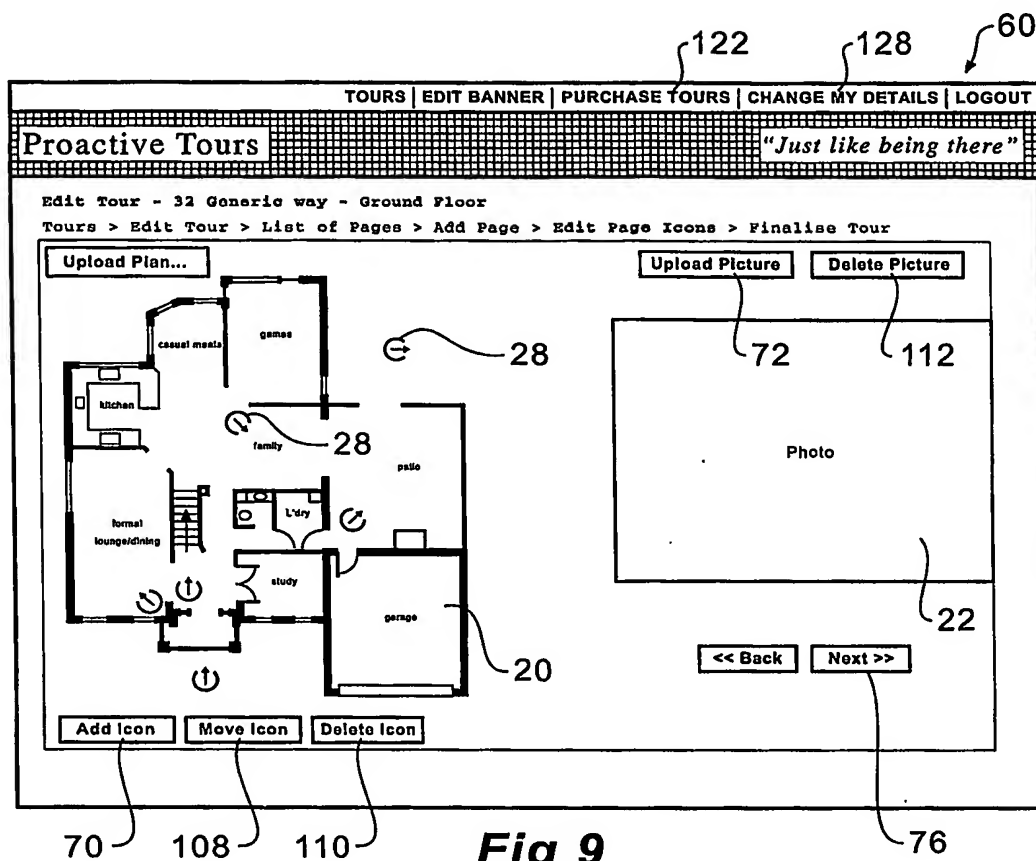 122 128 60
TOURS | EDIT BANNER | PURCHASE TOURS | CHANGE MY DETAILS | LOGOUT
Proactive Tours "Just like being there"
Edit Tour - 32 Generic way - Ground Floor
Tours > Edit Tour > List of Pages > Add Page > Edit Page Icons > Finalise Tour
Upload Plan... Upload Picture Delete Picture
games
casual meals
28 72 112
kitchen
28
family
Photo
patio
L'dry
formal
lounge/dining
study
garage
22
20
<< Back Next >>
Add Icon Move Icon Delete Icon
70 108 110 76
Fig 9